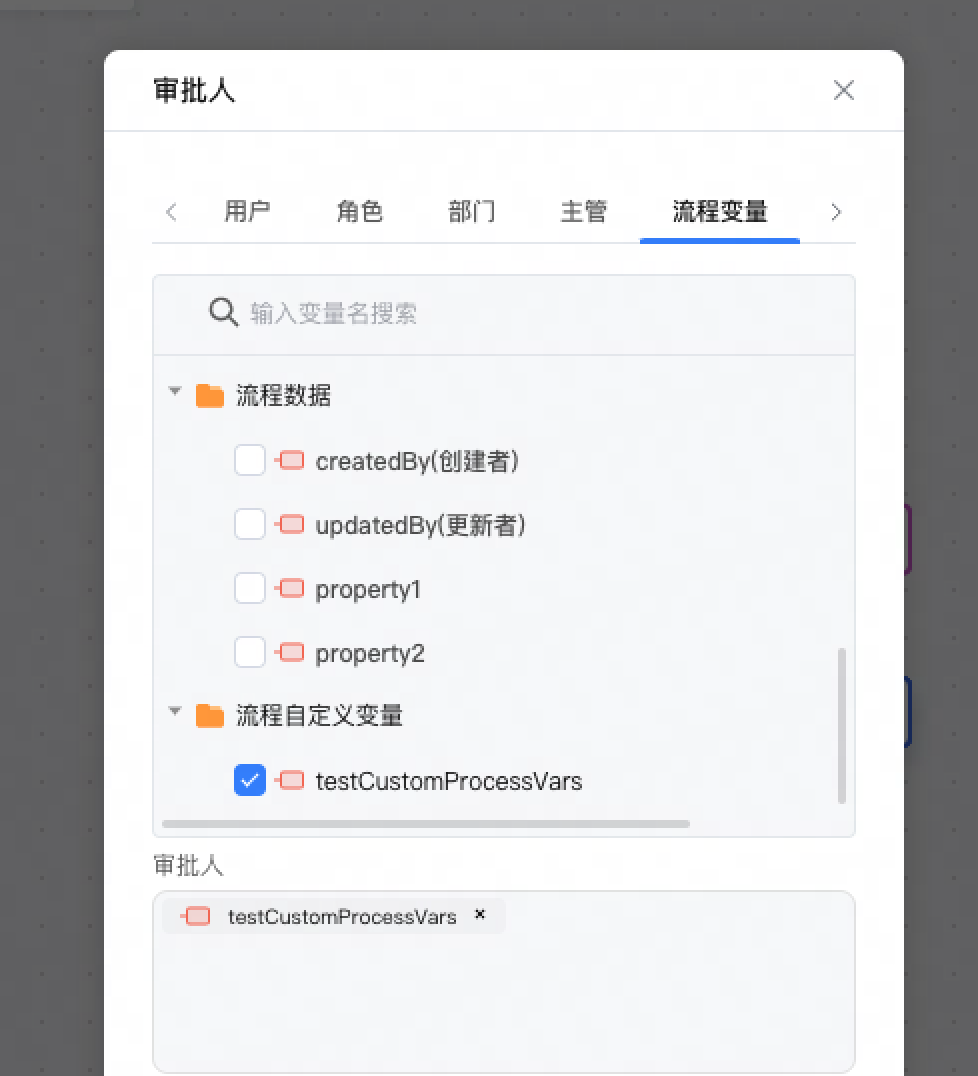 审批人
用户 角色 部门 主管 流程变量
输入变量名搜索
流程数据
createdBy(创建者)
updatedBy(更新者)
property1
property2
流程自定义变量
testCustomProcessVars
审批人
testCustomProcessVars